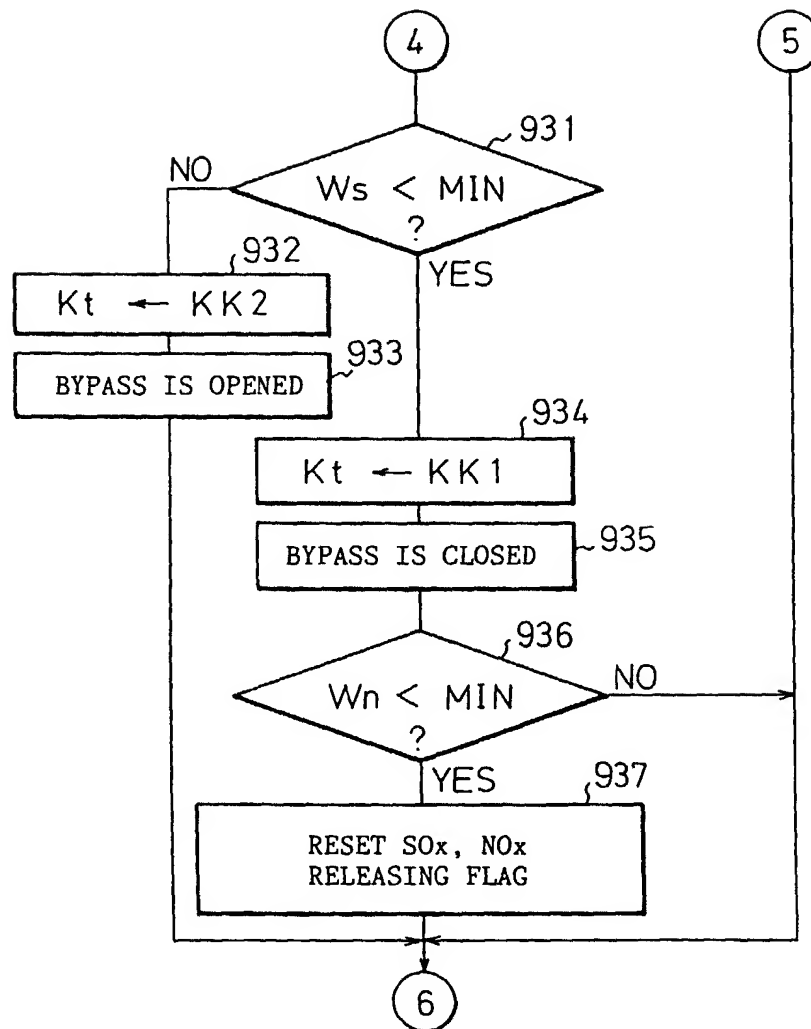 4
5
931
NO
Ws < MIN
?
932
YES
Kt ← KK2
933
BYPASS IS OPENED
934
Kt ← KK1
935
BYPASS IS CLOSED
936
Wn < MIN
NO
?
YES
937
RESET SOx, NOx
RELEASING FLAG
6